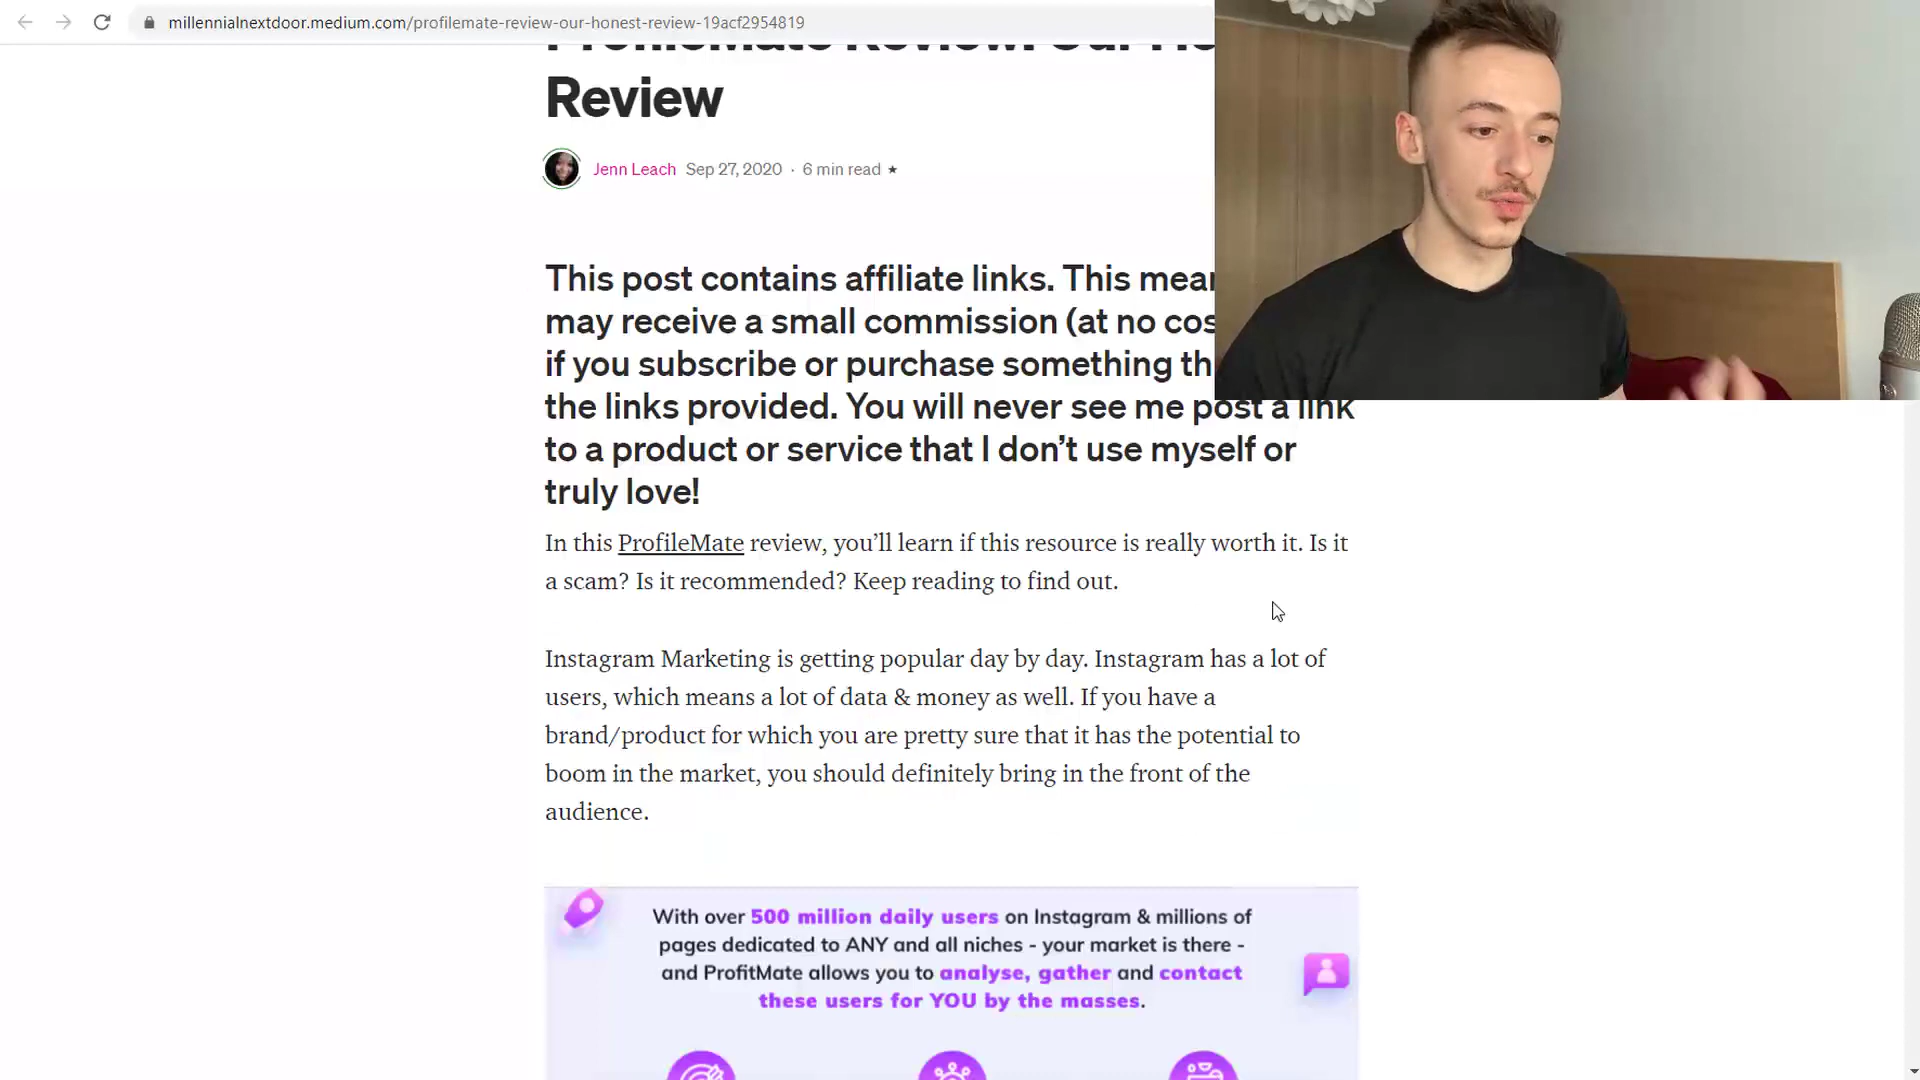 millennialnextdoor.medium.com/profilemate-review-our-honest-review-19acf2954819
ProfileMate Review: Our Ho
Review
Jenn Leach Sep 27, 2020 · 6 min read ★
This post contains affiliate links. This mear
may receive a small commission (at no cos
if you subscribe or purchase something th
the links provided. You will never see me post a link
to a product or service that I don’t use myself or
truly love!
In this ProfileMate review, you’ll learn if this resource is really worth it. Is it
a scam? Is it recommended? Keep reading to find out.
Instagram Marketing is getting popular day by day. Instagram has a lot of
users, which means a lot of data & money as well. If you have a
brand/product for which you are pretty sure that it has the potential to
boom in the market, you should definitely bring in the front of the
audience.
With over 500 million daily users on Instagram & millions of
pages dedicated to ANY and all niches - your market is there -
and ProfitMate allows you to analyse, gather and contact
these users for YOU by the masses.